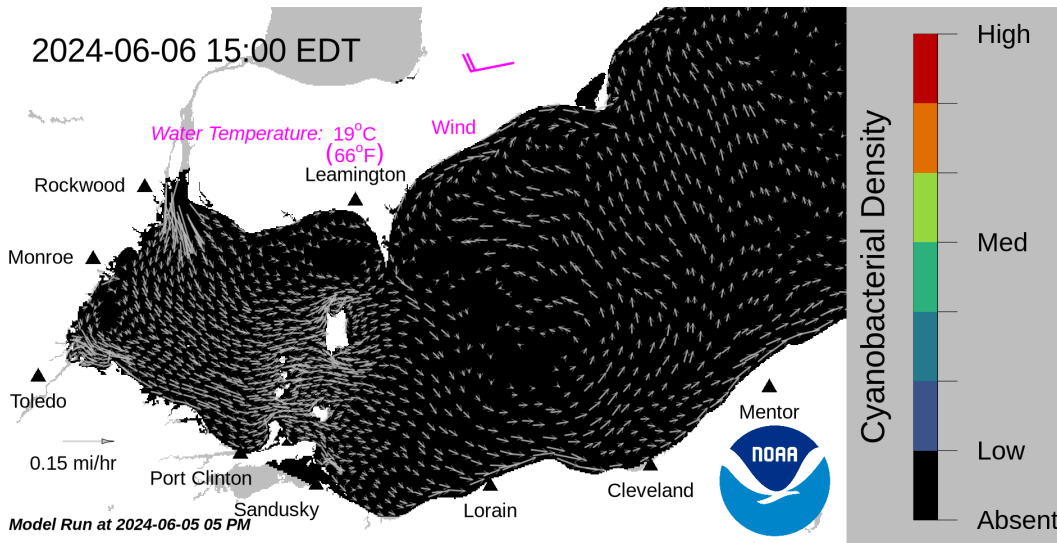 2024-06-06 15:00 EDT
Water Temperature: 19°C
(66°F)
Wind
Leamington
Rockwood
Monroe
Toledo
0.15 mi/hr
Port Clinton
Sandusky
Lorain
Cleveland
Mentor
NOAA
Model Run at 2024-06-05 05 PM
Cyanobacterial Density
High
Med
Low
Absent